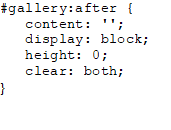 #gallery:after {
   content: '';
   display: block;
   height: 0;
   clear: both;
}